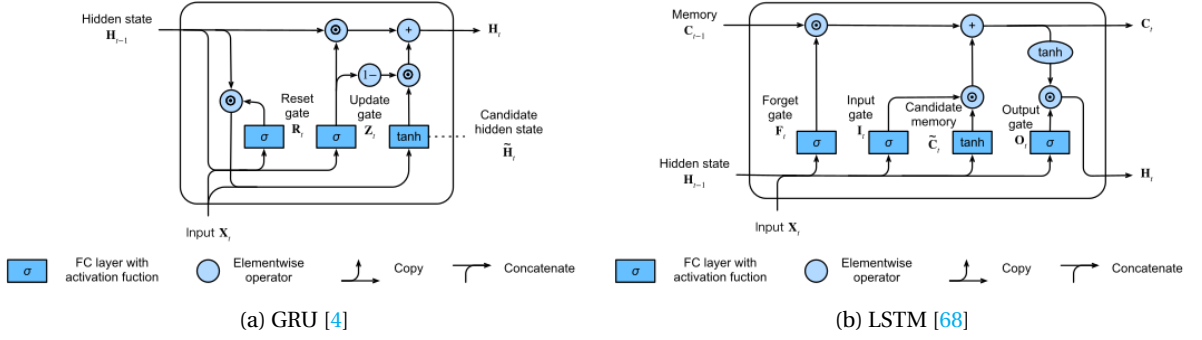 Hidden state
H_{t−1}
H_t
1−
Reset
gate
R_t
Update
gate
Z_t
Candidate
hidden state
H̃_t
σ
σ
tanh
Input X_t
σ
FC layer with
activation fuction
Elementwise
operator
Copy
Concatenate
(a) GRU [4]
Memory
C_{t−1}
C_t
tanh
Forget
gate
F_t
Input
gate
I_t
Candidate
memory
C̃_t
Output
gate
O_t
σ
σ
tanh
σ
Hidden state
H_{t−1}
H_t
Input X_t
σ
FC layer with
activation fuction
Elementwise
operator
Copy
Concatenate
(b) LSTM [68]